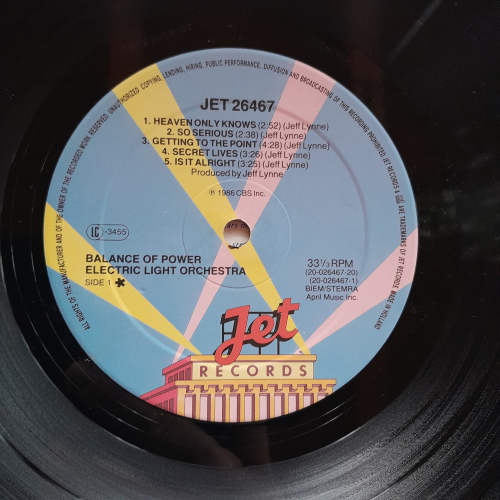 UNAUTHORIZED COPYING, LENDING, HIRING, PUBLIC PERFORMANCE, DIFFUSION AND BROADCASTING OF THIS RECORD PROHIBITED JET RECORDS & ARE TRADEMARKS OF JET RECORDS. MADE IN HOLLAND
ALL RIGHTS OF THE MANUFACTURER AND OF THE OWNER OF THE RECORDED WORK RESERVED.
JET 26467
1. HEAVEN ONLY KNOWS (2:52) (Jeff Lynne)
2. SO SERIOUS (2:38) (Jeff Lynne)
3. GETTING TO THE POINT (4:28) (Jeff Lynne)
4. SECRET LIVES (3:26) (Jeff Lynne)
5. IS IT ALRIGHT (3:25) (Jeff Lynne)
Produced by Jeff Lynne
℗ 1986 CBS Inc.
LC -3455
BALANCE OF POWER
ELECTRIC LIGHT ORCHESTRA
SIDE 1 *
33⅓ RPM
(20-026467-20)
(20-026467-1)
BIEM/STEMRA
April Music Inc.
Jet
RECORDS